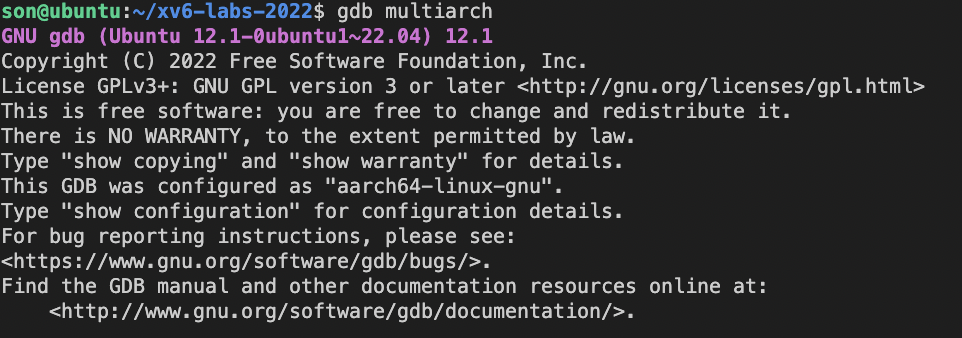 son@ubuntu:~/xv6-labs-2022$ gdb multiarch
GNU gdb (Ubuntu 12.1-0ubuntu1~22.04) 12.1
Copyright (C) 2022 Free Software Foundation, Inc.
License GPLv3+: GNU GPL version 3 or later <http://gnu.org/licenses/gpl.html>
This is free software: you are free to change and redistribute it.
There is NO WARRANTY, to the extent permitted by law.
Type "show copying" and "show warranty" for details.
This GDB was configured as "aarch64-linux-gnu".
Type "show configuration" for configuration details.
For bug reporting instructions, please see:
<https://www.gnu.org/software/gdb/bugs/>.
Find the GDB manual and other documentation resources online at:
    <http://www.gnu.org/software/gdb/documentation/>.